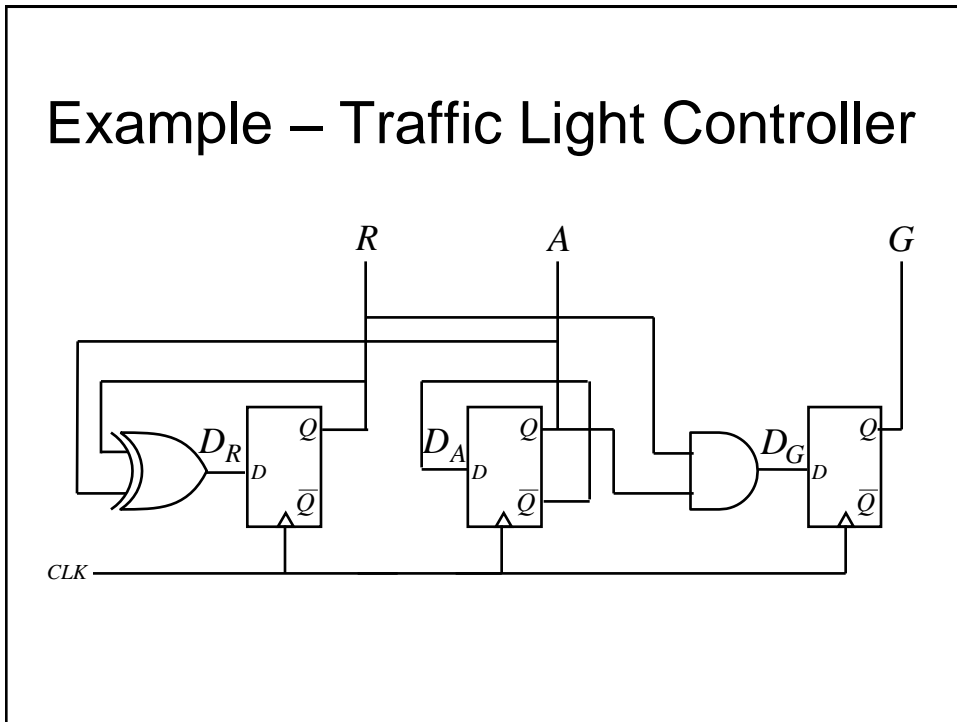 Example – Traffic Light Controller
R A G
D_R D Q Q̅
D_A D Q Q̅
D_G D Q Q̅
CLK